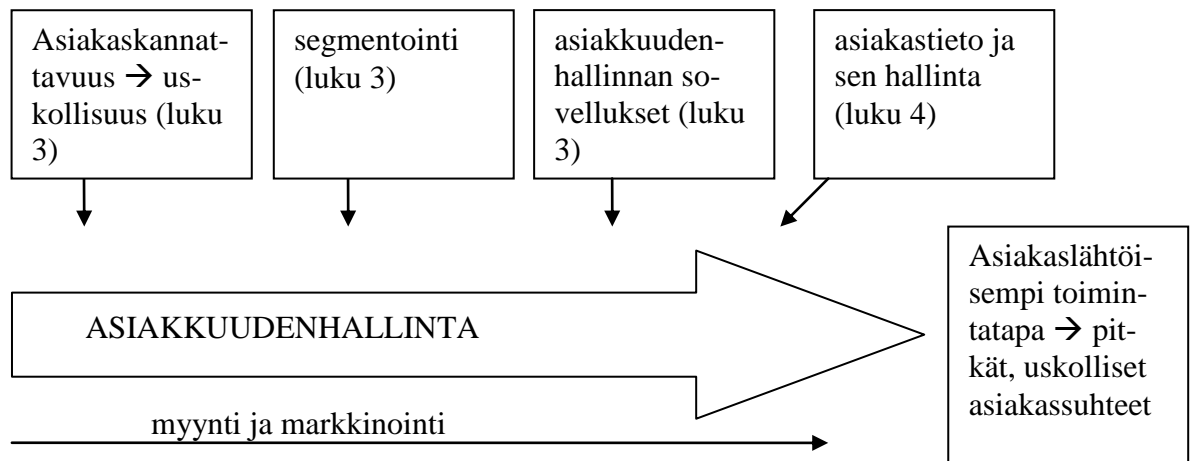 Asiakaskannat-
tavuus → us-
kollisuus (luku
3)
segmentointi
(luku 3)
asiakkuuden-
hallinnan so-
vellukset (luku
3)
asiakastieto ja
sen hallinta
(luku 4)
ASIAKKUUDENHALLINTA
Asiakaslähtöi-
sempi toimin-
tatapa → pit-
kät, uskolliset
asiakassuhteet
myynti ja markkinointi